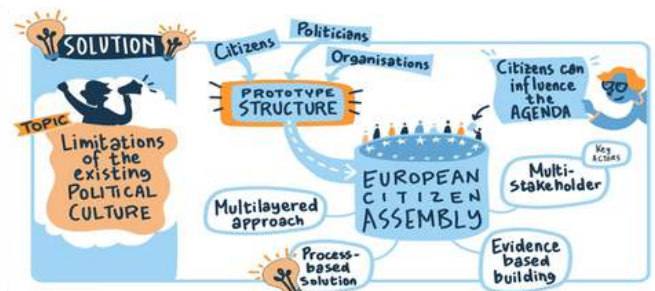 SOLUTION
TOPIC
Limitations
of the
existing
POLITICAL
CULTURE
Citizens
Politicians
Organisations
PROTOTYPE
STRUCTURE
Citizens can
influence
the
AGENDA
EUROPEAN
CITIZEN
ASSEMBLY
Key
ACTORS
Multi-
stakeholder
Multilayered
approach
Process-
based
Solution
Evidence
based
building